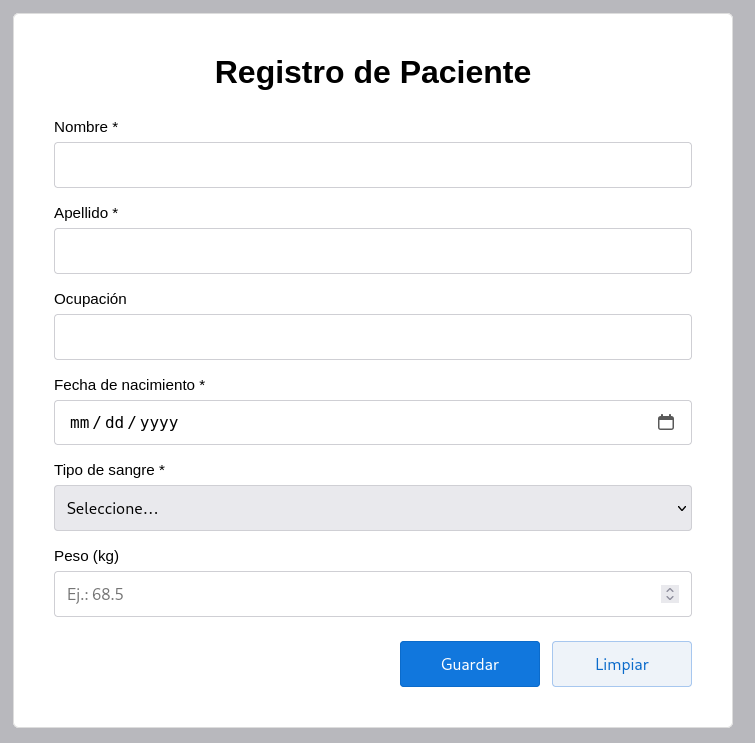 Registro de Paciente
Nombre *
Apellido *
Ocupación
Fecha de nacimiento *
mm / dd / yyyy
Tipo de sangre *
Seleccione...
Peso (kg)
Ej.: 68.5
Guardar Limpiar